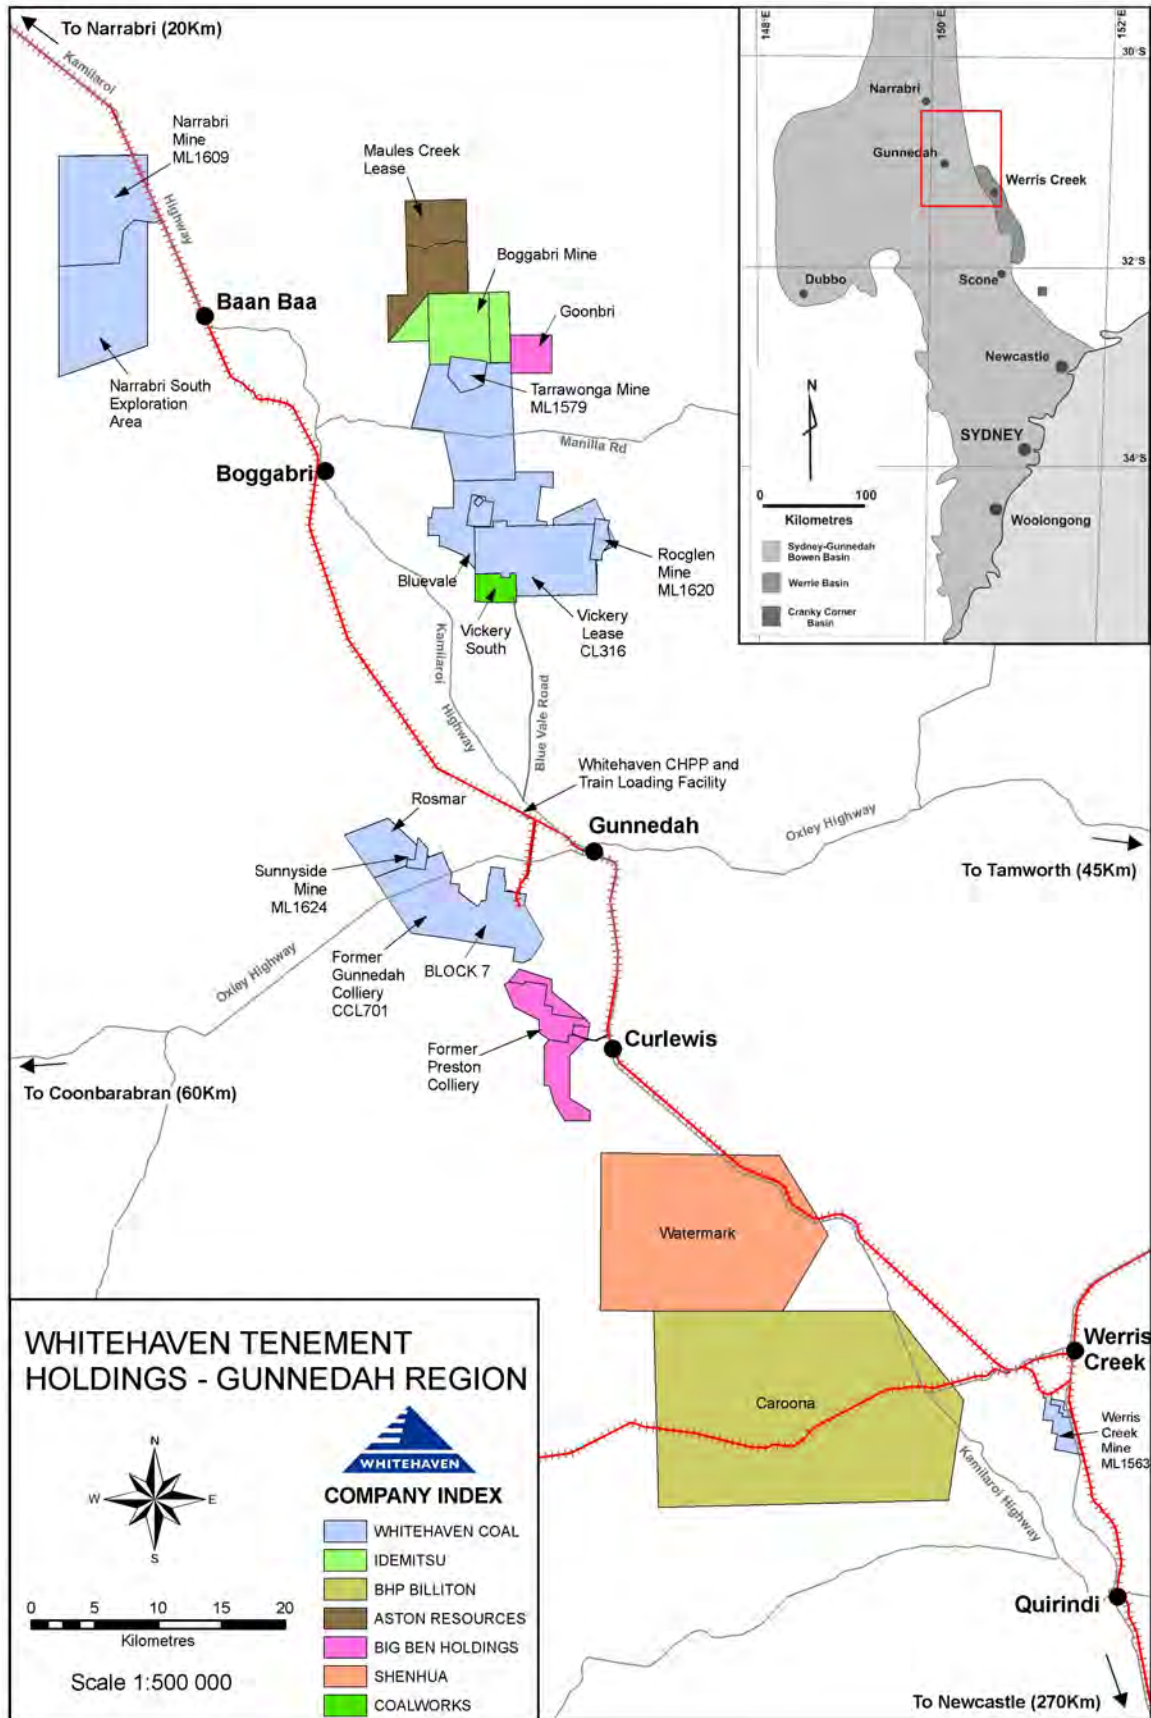 To Narrabri (20Km)
Kamilaroi
Highway
Narrabri
Mine
ML1609
Maules Creek
Lease
Boggabri Mine
Goonbri
Baan Baa
Narrabri South
Exploration
Area
Tarrawonga Mine
ML1579
Manilla Rd
Boggabri
Bluevale
Rocglen
Mine
ML1620
Vickery
South
Vickery
Lease
CL316
Kamilaroi
Highway
Blue Vale Road
Whitehaven CHPP and
Train Loading Facility
Rosmar
Gunnedah
Oxley Highway
To Tamworth (45Km)
Sunnyside
Mine
ML1624
Former
Gunnedah
Colliery
CCL701
BLOCK 7
Oxley Highway
Former
Preston
Colliery
Curlewis
To Coonbarabran (60Km)
Watermark
Caroona
Werris
Creek
Werris
Creek
Mine
ML1563
Kamilaroi Highway
Quirindi
To Newcastle (270Km)
148°E
150°E
152°E
30°S
Narrabri
Gunnedah
Werris Creek
32°S
Dubbo
Scone
Newcastle
N
SYDNEY
34°S
0 100
Kilometres
Woolongong
Sydney-Gunnedah
Bowen Basin
Werrie Basin
Cranky Corner
Basin
WHITEHAVEN TENEMENT
HOLDINGS - GUNNEDAH REGION
N
W E
S
WHITEHAVEN
COMPANY INDEX
WHITEHAVEN COAL
IDEMITSU
BHP BILLITON
ASTON RESOURCES
BIG BEN HOLDINGS
SHENHUA
COALWORKS
0 5 10 15 20
Kilometres
Scale 1:500 000